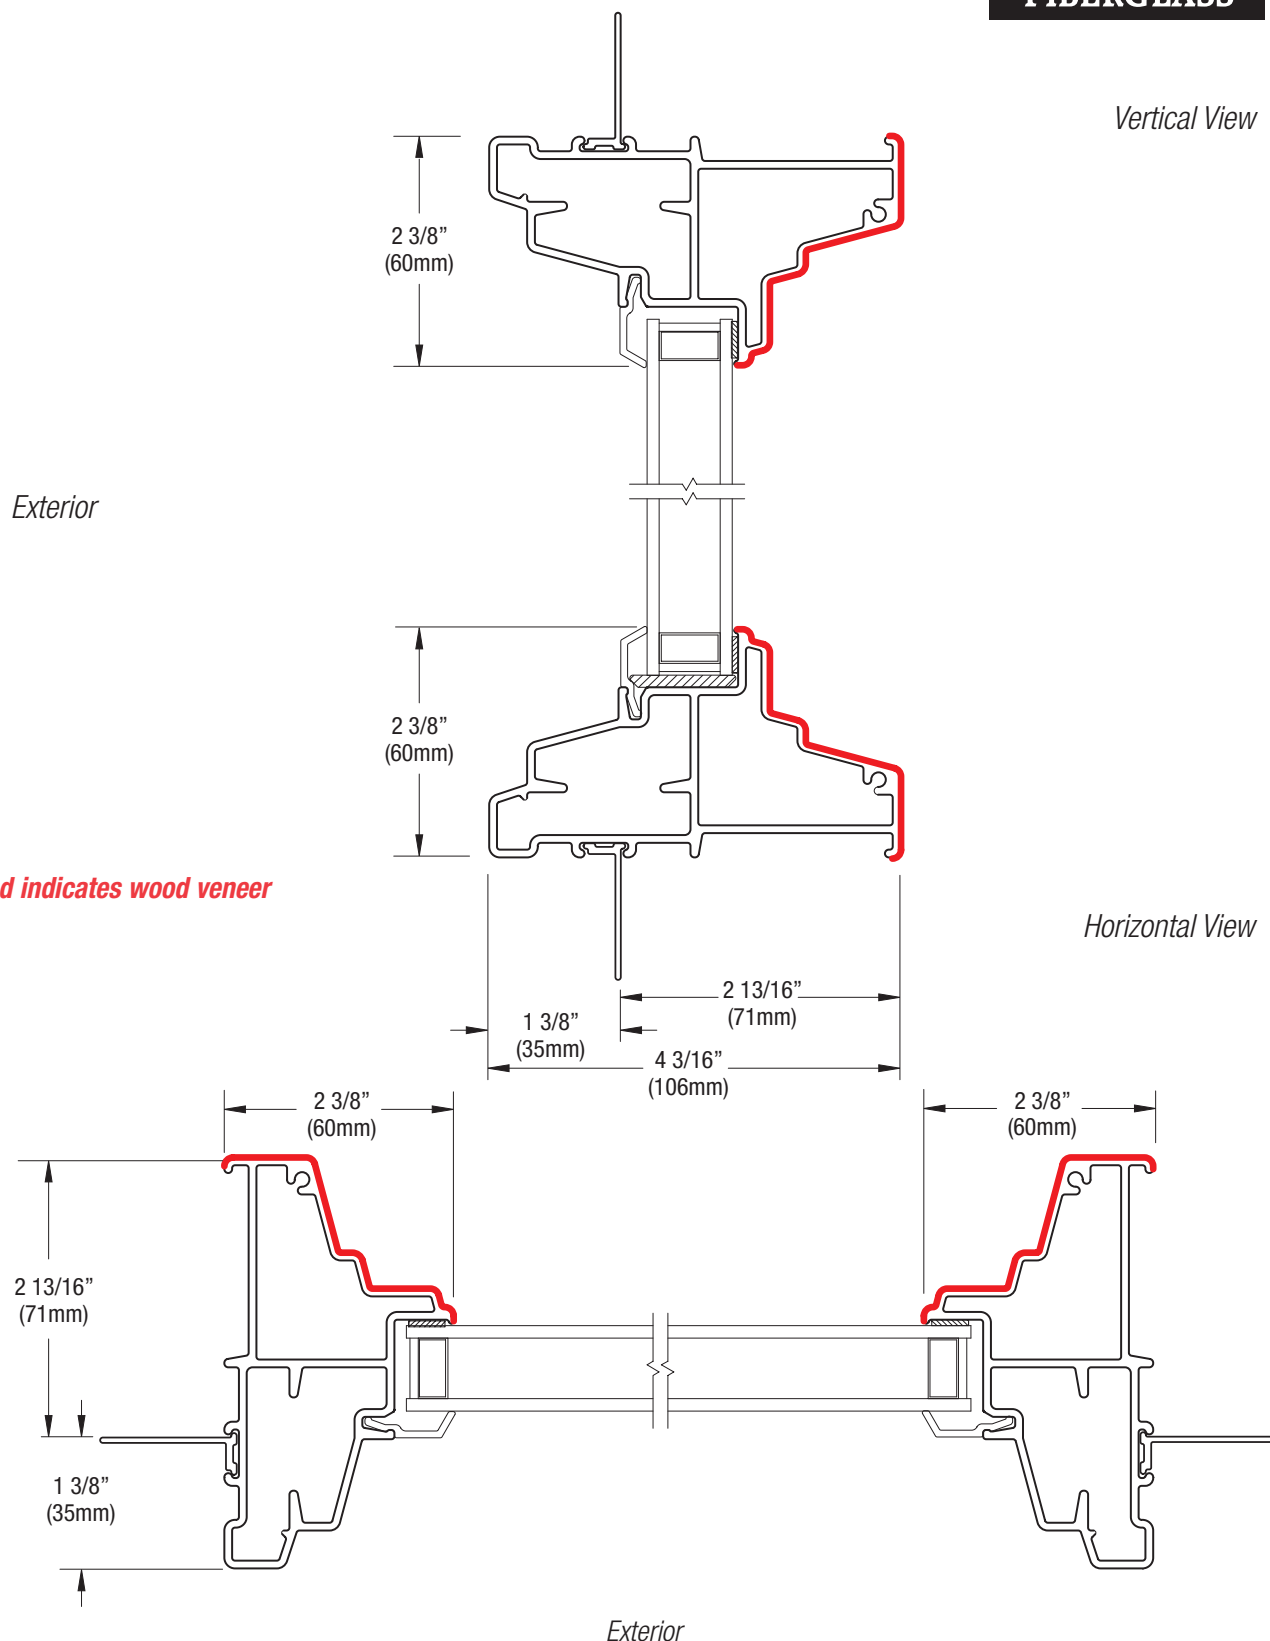 FIBERGLASS
Vertical View
2 3/8”
(60mm)
Exterior
2 3/8”
(60mm)
indicates wood veneer
Horizontal View
2 13/16”
(71mm)
1 3/8”
(35mm)
4 3/16”
(106mm)
2 3/8”
(60mm)
2 3/8”
(60mm)
2 13/16”
(71mm)
1 3/8”
(35mm)
Exterior